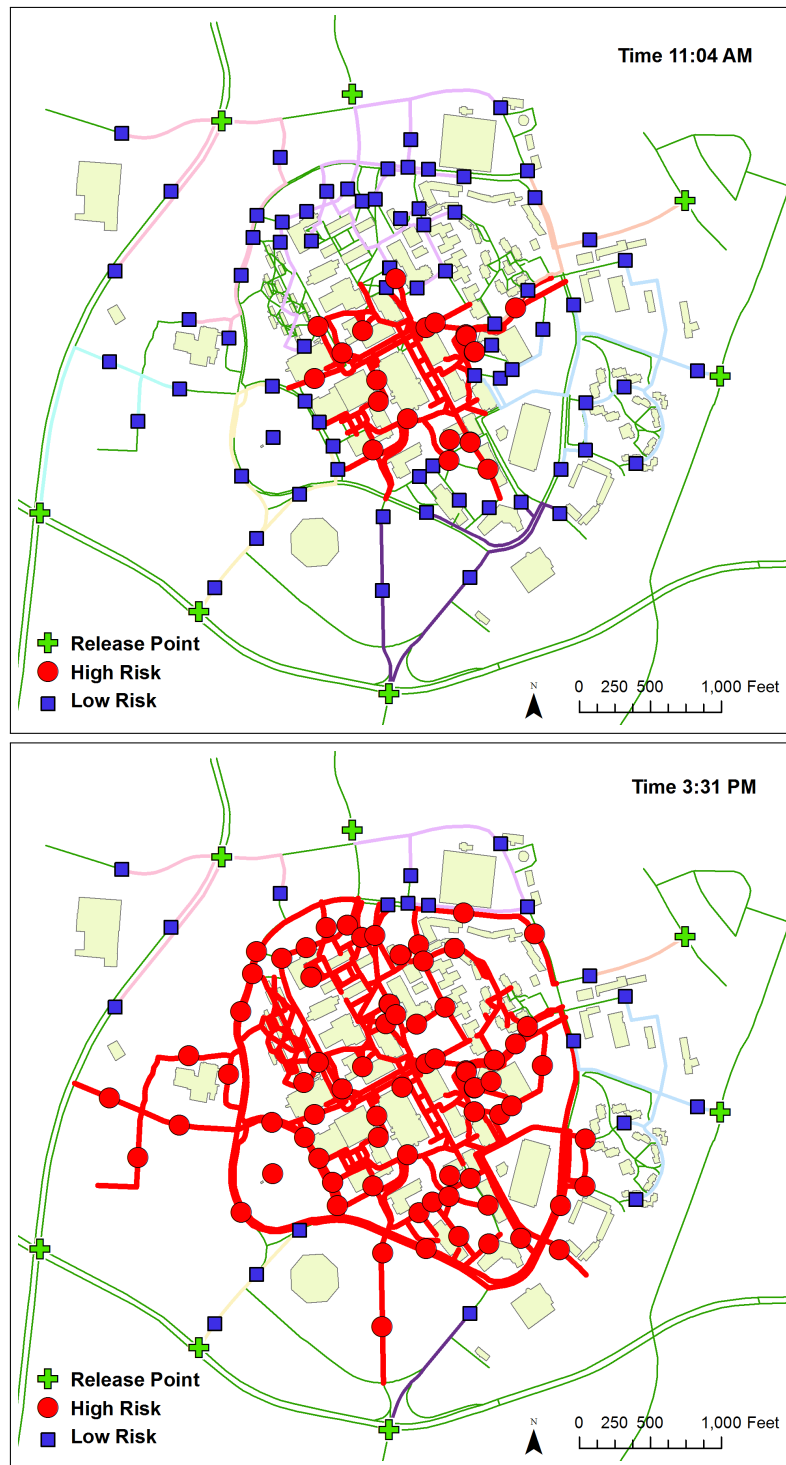 Time 11:04 AM
Release Point
High Risk
Low Risk
N
0 250 500 1,000 Feet
Time 3:31 PM
Release Point
High Risk
Low Risk
N
0 250 500 1,000 Feet